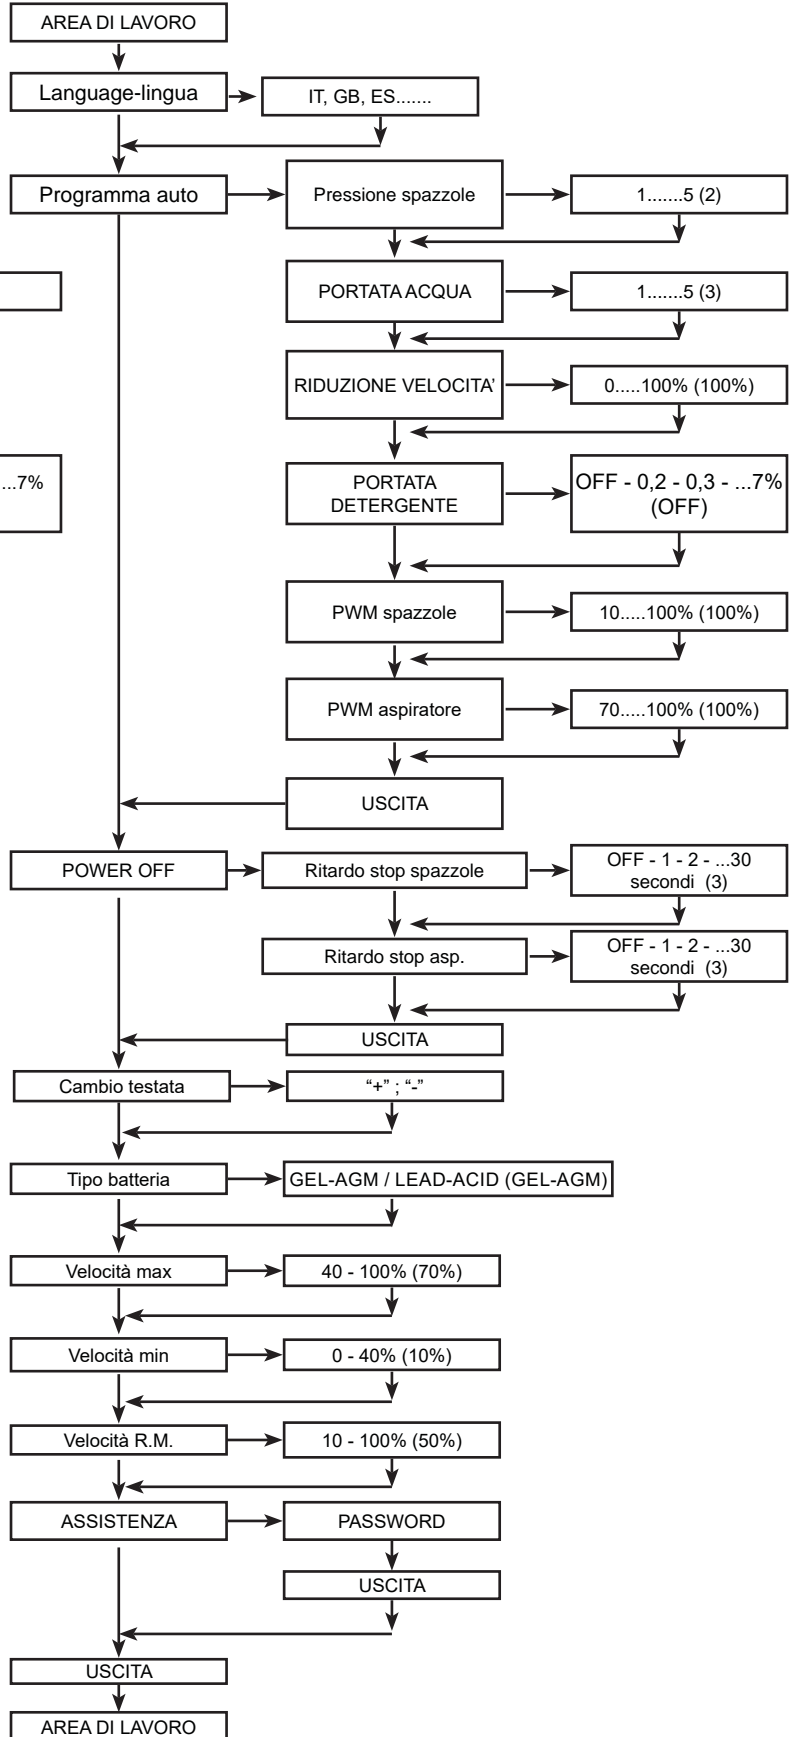 AREA DI LAVORO
Language-lingua
IT, GB, ES.......
Programma auto
Pressione spazzole
1.......5 (2)
PORTATA ACQUA
1.......5 (3)
RIDUZIONE VELOCITA’
0.....100% (100%)
...7%
PORTATA
DETERGENTE
OFF - 0,2 - 0,3 - ...7%
(OFF)
PWM spazzole
10.....100% (100%)
PWM aspiratore
70.....100% (100%)
USCITA
POWER OFF
Ritardo stop spazzole
OFF - 1 - 2 - ...30
secondi (3)
Ritardo stop asp.
OFF - 1 - 2 - ...30
secondi (3)
USCITA
Cambio testata
“+” ; “-”
Tipo batteria
GEL-AGM / LEAD-ACID (GEL-AGM)
Velocità max
40 - 100% (70%)
Velocità min
0 - 40% (10%)
Velocità R.M.
10 - 100% (50%)
ASSISTENZA
PASSWORD
USCITA
USCITA
AREA DI LAVORO